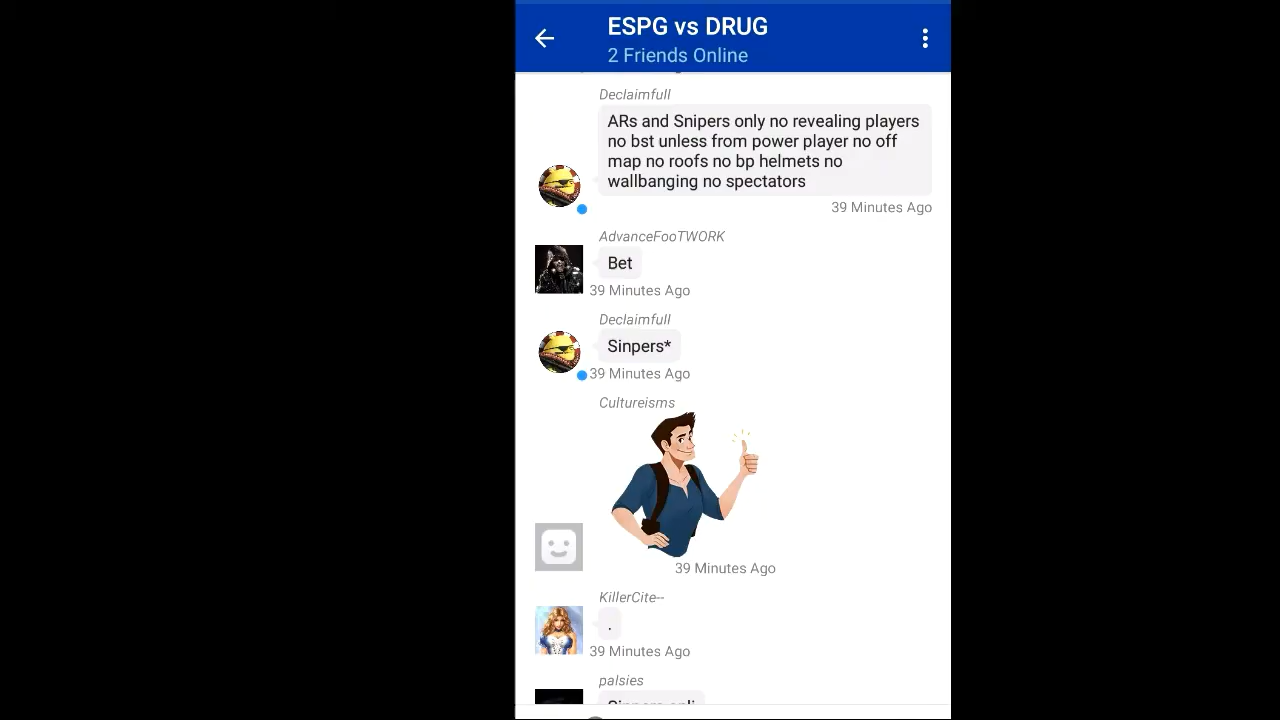 ESPG vs DRUG
2 Friends Online
Declaimfull
ARs and Snipers only no revealing players
no bst unless from power player no off
map no roofs no bp helmets no
wallbanging no spectators
39 Minutes Ago
AdvanceFooTWORK
Bet
39 Minutes Ago
Declaimfull
Sinpers*
39 Minutes Ago
Cultureisms
39 Minutes Ago
KillerCite--
.
39 Minutes Ago
palsies